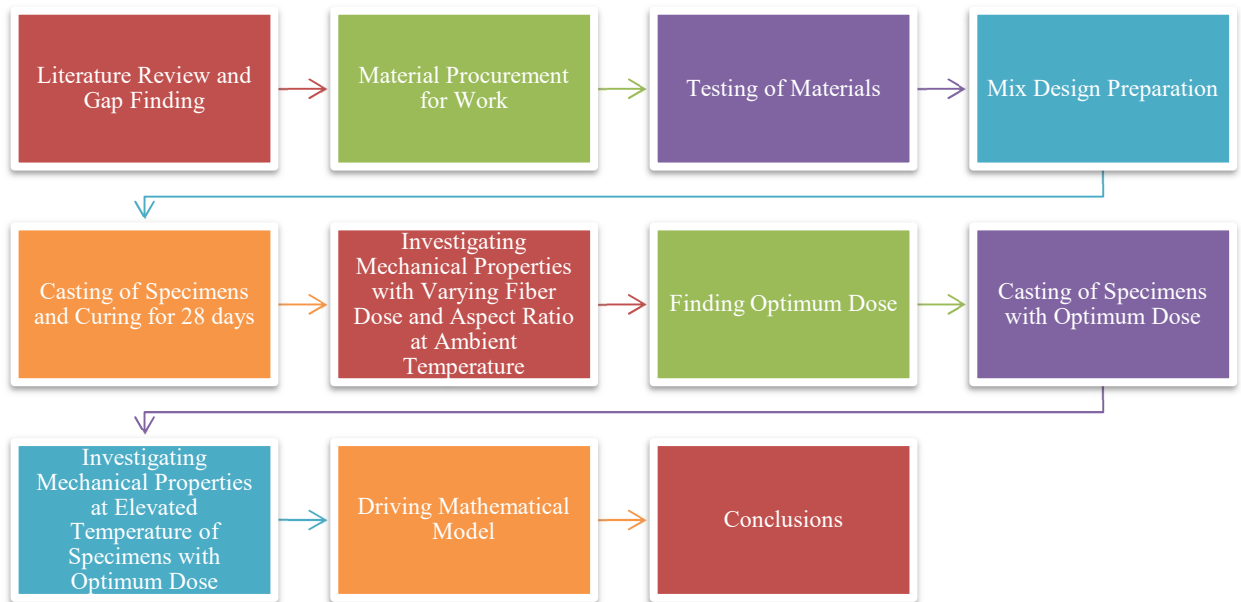 Literature Review and
Gap Finding
Material Procurement
for Work
Testing of Materials
Mix Design Preparation
Casting of Specimens
and Curing for 28 days
Investigating
Mechanical Properties
with Varying Fiber
Dose and Aspect Ratio
at Ambient
Temperature
Finding Optimum Dose
Casting of Specimens
with Optimum Dose
Investigating
Mechanical Properties
at Elevated
Temperature of
Specimens with
Optimum Dose
Driving Mathematical
Model
Conclusions